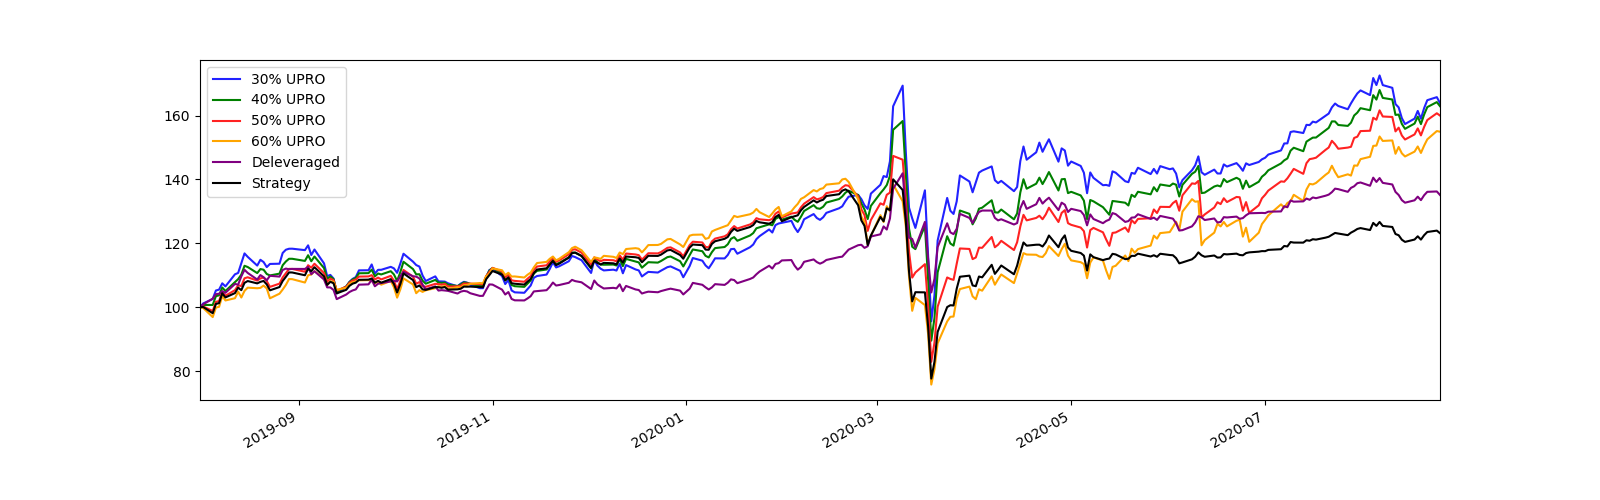 30% UPRO
40% UPRO
50% UPRO
60% UPRO
Deleveraged
Strategy
160
140
120
100
80
2019-09
2019-11
2020-01
2020-03
2020-05
2020-07